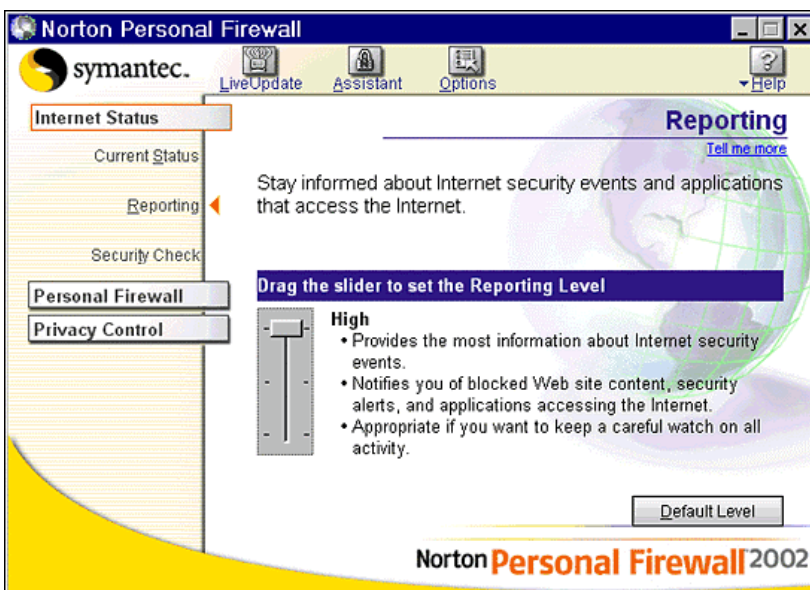 Norton Personal Firewall
symantec.
LiveUpdate Assistant Options Help
Internet Status
Current Status
Reporting
Security Check
Personal Firewall
Privacy Control
Reporting
Tell me more
Stay informed about Internet security events and applications
that access the Internet.
Drag the slider to set the Reporting Level
High
• Provides the most information about Internet security
events.
• Notifies you of blocked Web site content, security
alerts, and applications accessing the Internet.
• Appropriate if you want to keep a careful watch on all
activity.
Default Level
Norton Personal Firewall 2002